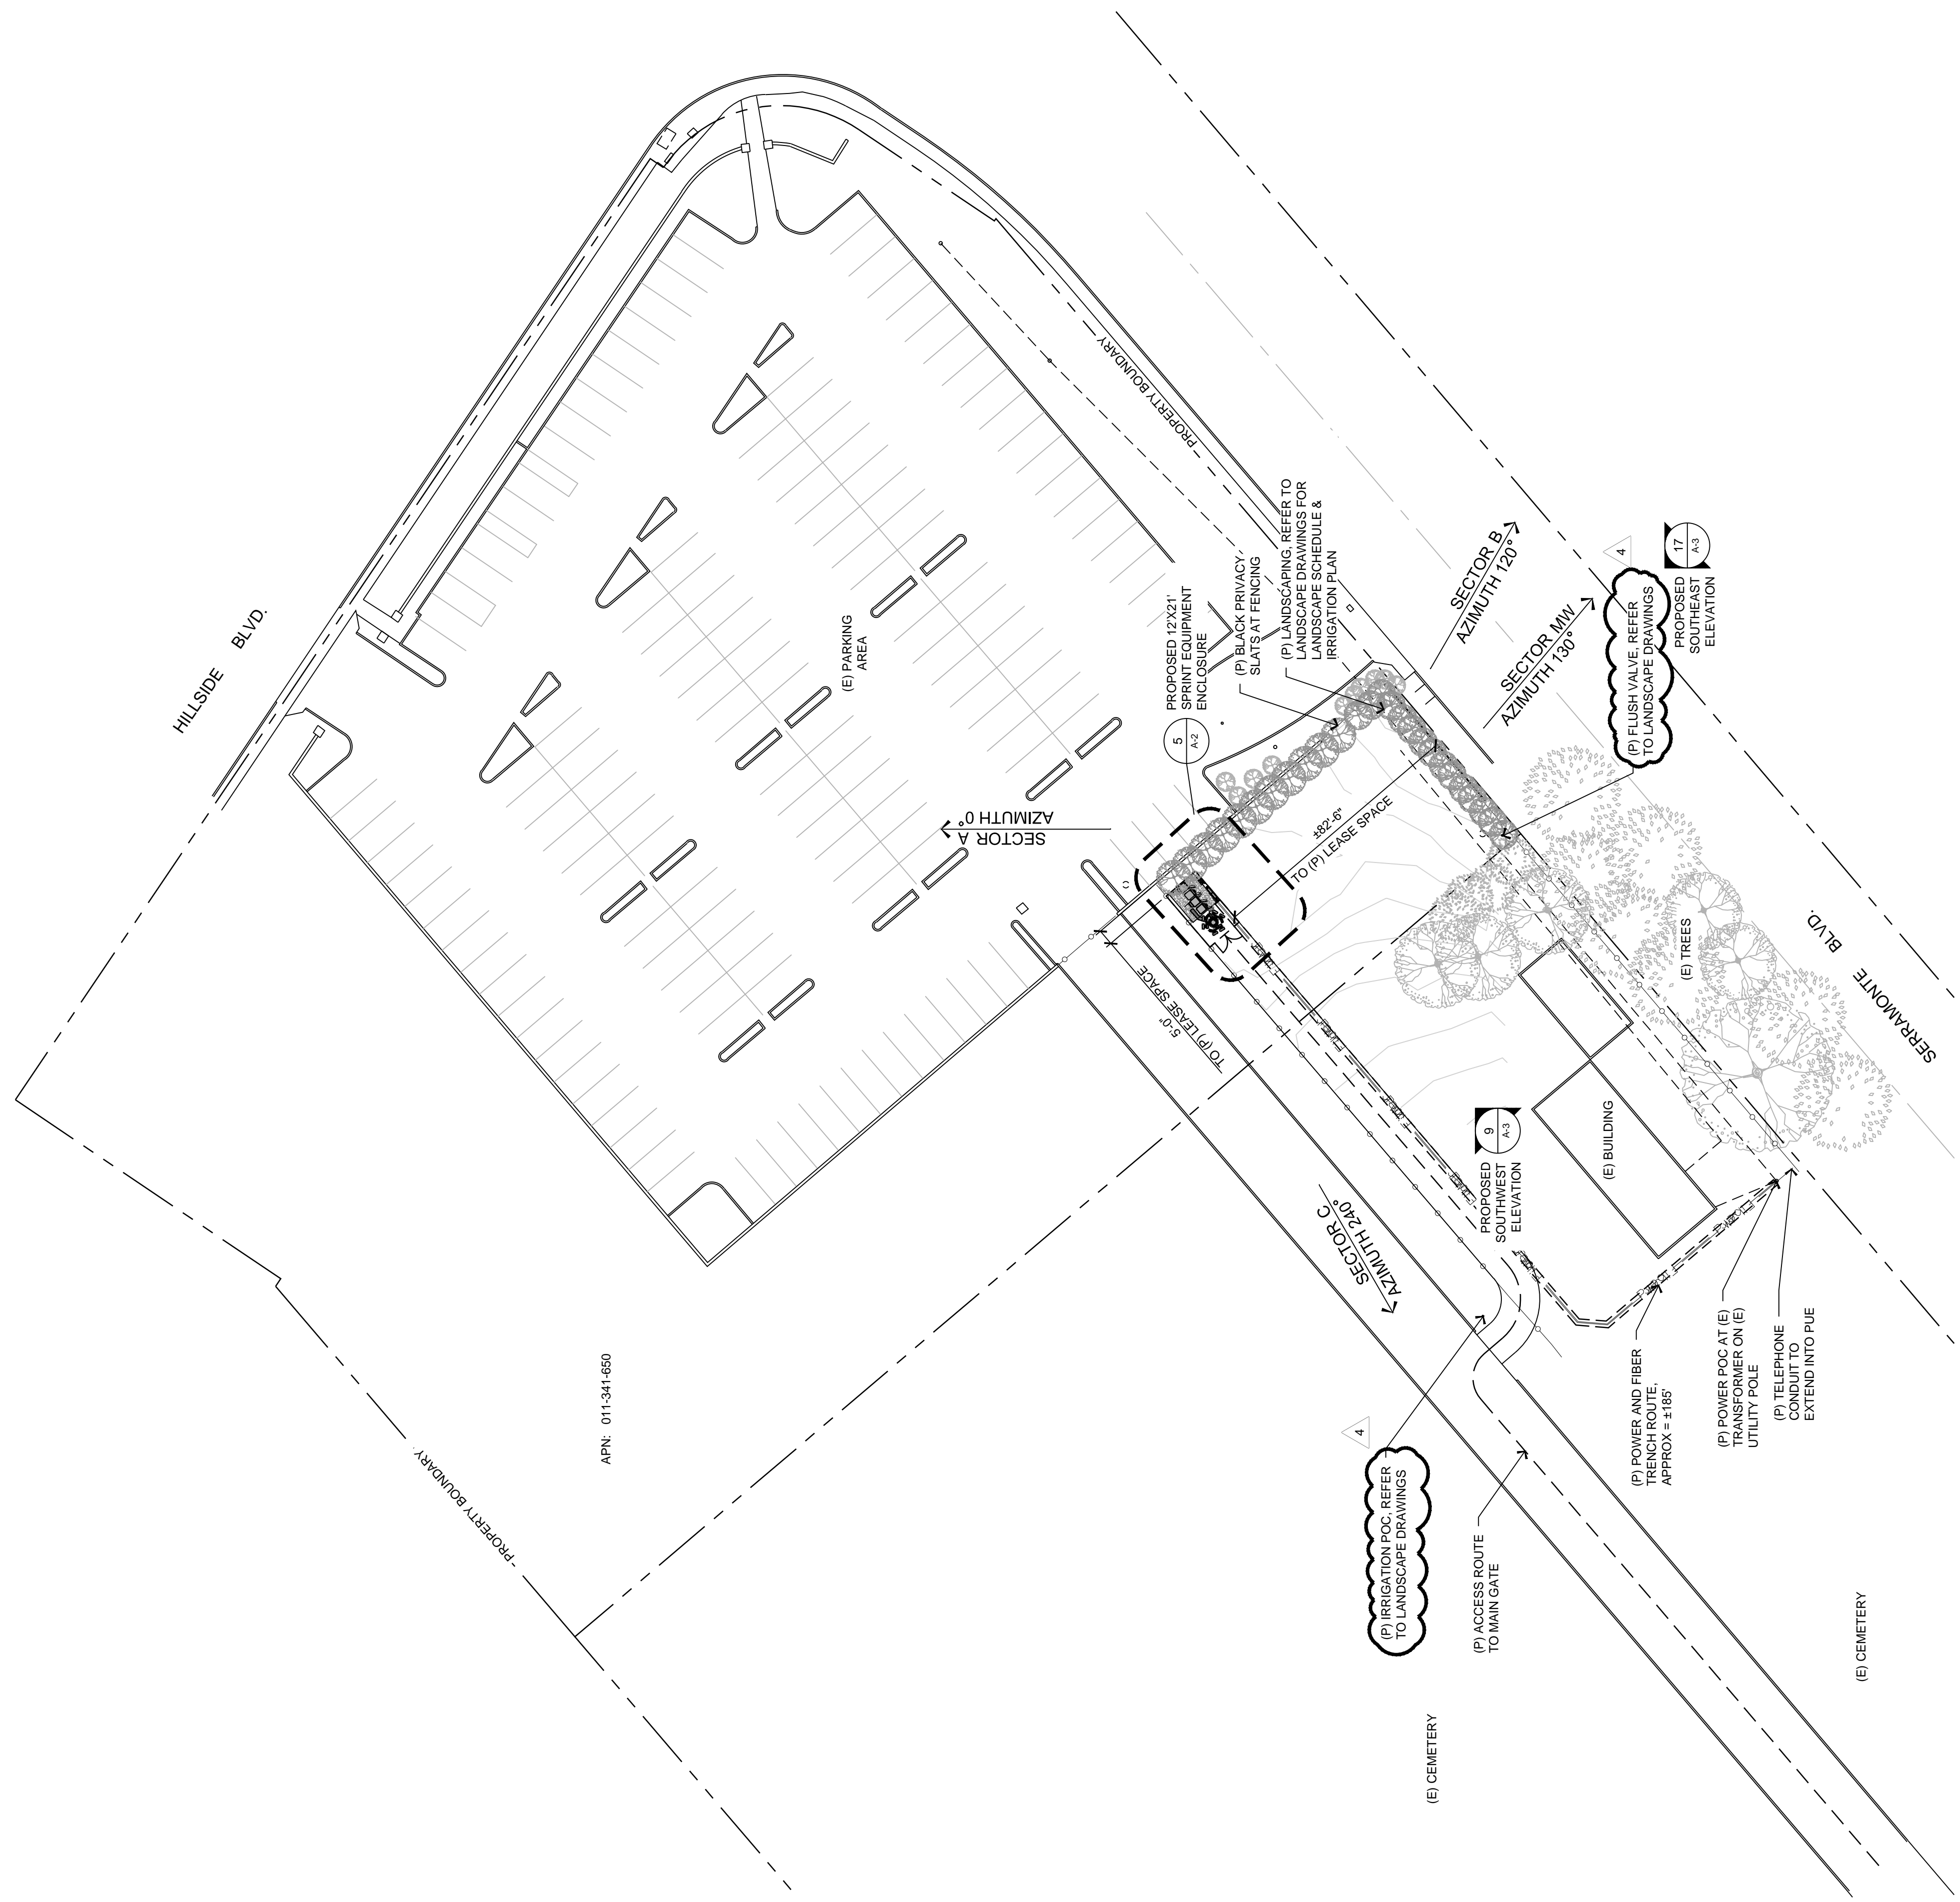 HILLSIDE BLVD.
PROPERTY BOUNDARY
(E) PARKING
AREA
PROPOSED 12'X21'
SPRINT EQUIPMENT
ENCLOSURE
5
A-2
(P) BLACK PRIVACY
SLATS AT FENCING
(P) LANDSCAPING, REFER TO
LANDSCAPE DRAWINGS FOR
LANDSCAPE SCHEDULE &
IRRIGATION PLAN
SECTOR B
AZIMUTH 120°
SECTOR MW
AZIMUTH 130°
4
(P) FLUSH VALVE, REFER
TO LANDSCAPE DRAWINGS
17
A-3
PROPOSED
SOUTHEAST
ELEVATION
SECTOR A
AZIMUTH 0°
±82'-6"
TO (P) LEASE SPACE
5'-0"
TO (P) LEASE SPACE
(E) TREES
SERRAMONTE BLVD.
9
A-3
PROPOSED
SOUTHWEST
ELEVATION
(E) BUILDING
SECTOR C
AZIMUTH 240°
APN: 011-341-650
PROPERTY BOUNDARY
4
(P) IRRIGATION POC, REFER
TO LANDSCAPE DRAWINGS
(P) ACCESS ROUTE
TO MAIN GATE
(P) POWER AND FIBER
TRENCH ROUTE,
APPROX = ±185'
(P) POWER POC AT (E)
TRANSFORMER ON (E)
UTILITY POLE
(P) TELEPHONE
CONDUIT TO
EXTEND INTO PUE
(E) CEMETERY
(E) CEMETERY